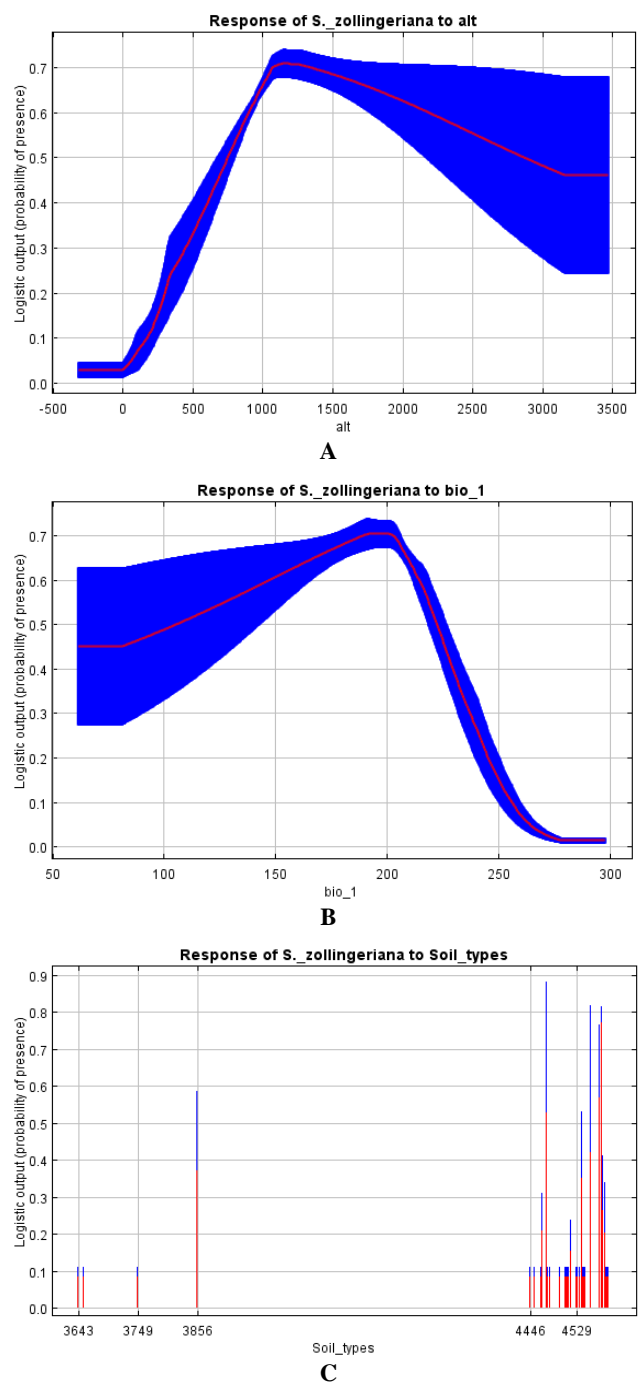 Response of S._zollingeriana to alt
Logistic output (probability of presence)
0.7
0.6
0.5
0.4
0.3
0.2
0.1
0.0
-500 0 500 1000 1500 2000 2500 3000 3500
alt
A
Response of S._zollingeriana to bio_1
Logistic output (probability of presence)
0.7
0.6
0.5
0.4
0.3
0.2
0.1
0.0
50 100 150 200 250 300
bio_1
B
Response of S._zollingeriana to Soil_types
Logistic output (probability of presence)
0.9
0.8
0.7
0.6
0.5
0.4
0.3
0.2
0.1
0.0
3643 3749 3856 4446 4529
Soil_types
C